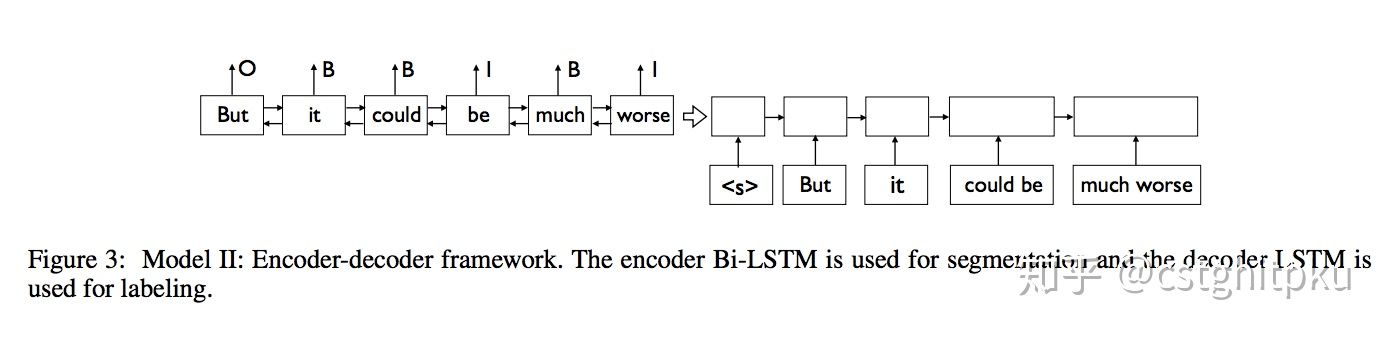 O B B I B I
But it could be much worse
<s> But it could be much worse
Figure 3: Model II: Encoder-decoder framework. The encoder Bi-LSTM is used for segmentation and the decoder LSTM is
used for labeling.
知乎 @cstghitpku